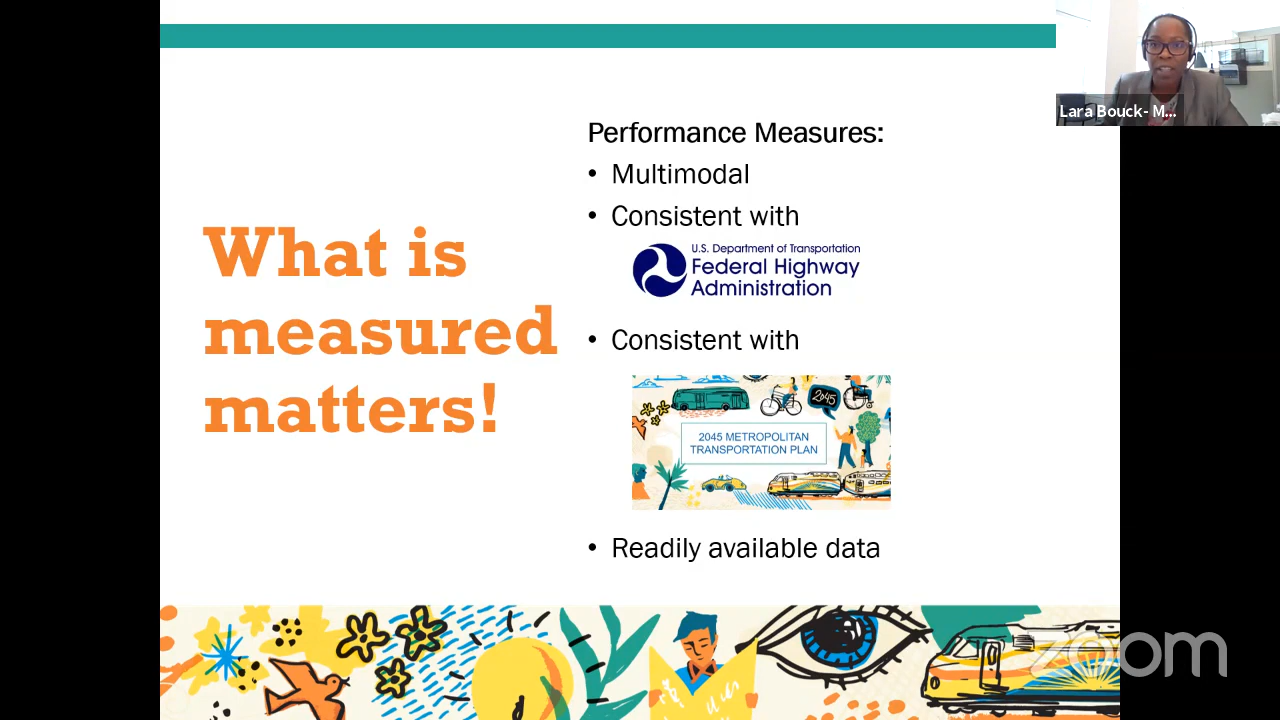 Lara Bouck- M...
Performance Measures:
• Multimodal
• Consistent with
U.S. Department of Transportation
Federal Highway
Administration
What is
measured
matters!
• Consistent with
2045
2045 METROPOLITAN
TRANSPORTATION PLAN
• Readily available data
zoom